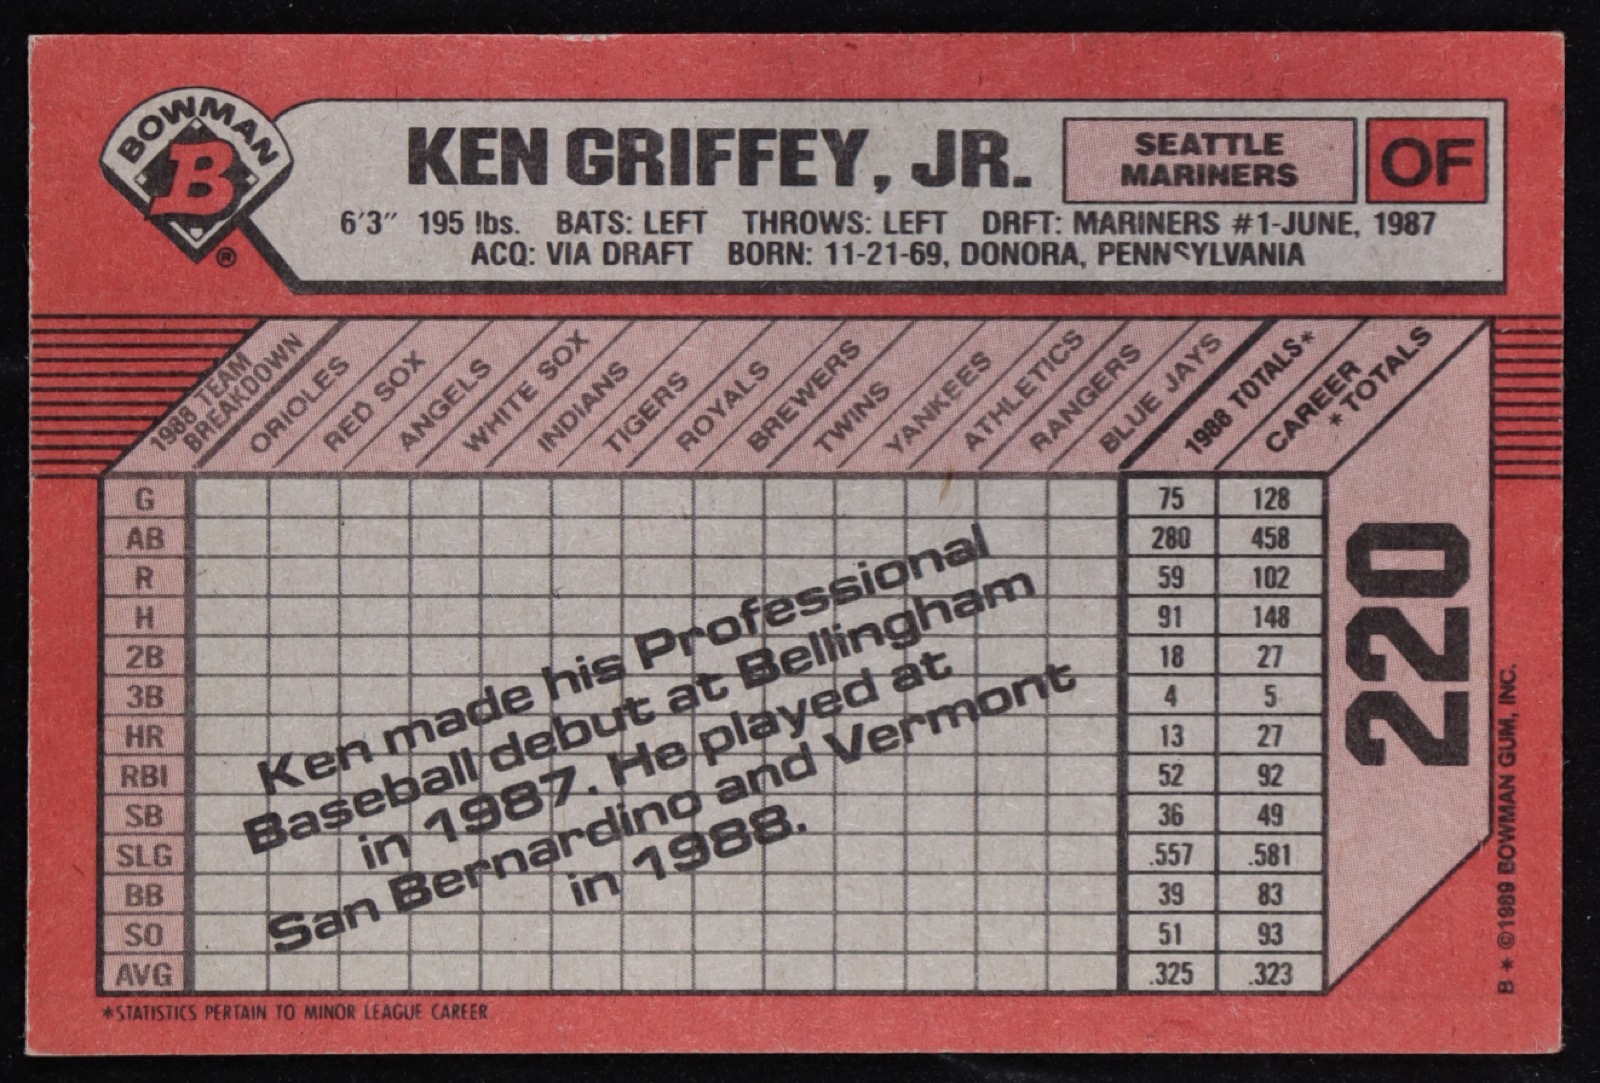 BOWMAN
B
®
KEN GRIFFEY, JR.
SEATTLE
MARINERS
OF
6'3" 195 lbs. BATS: LEFT THROWS: LEFT DRFT: MARINERS #1-JUNE, 1987
ACQ: VIA DRAFT BORN: 11-21-69, DONORA, PENNSYLVANIA
1988 TEAM
BREAKDOWN
ORIOLES
RED SOX
ANGELS
WHITE SOX
INDIANS
TIGERS
ROYALS
BREWERS
TWINS
YANKEES
ATHLETICS
RANGERS
BLUE JAYS
1988 TOTALS*
CAREER
* TOTALS
G 75 128
AB 280 458
R 59 102
H 91 148
2B 18 27
3B 4 5
HR 13 27
RBI 52 92
SB 36 49
SLG .557 .581
BB 39 83
SO 51 93
AVG .325 .323
Ken made his Professional
Baseball debut at Bellingham
in 1987. He played at
San Bernardino and Vermont
in 1988.
220
*STATISTICS PERTAIN TO MINOR LEAGUE CAREER
B * ©1989 BOWMAN GUM, INC.